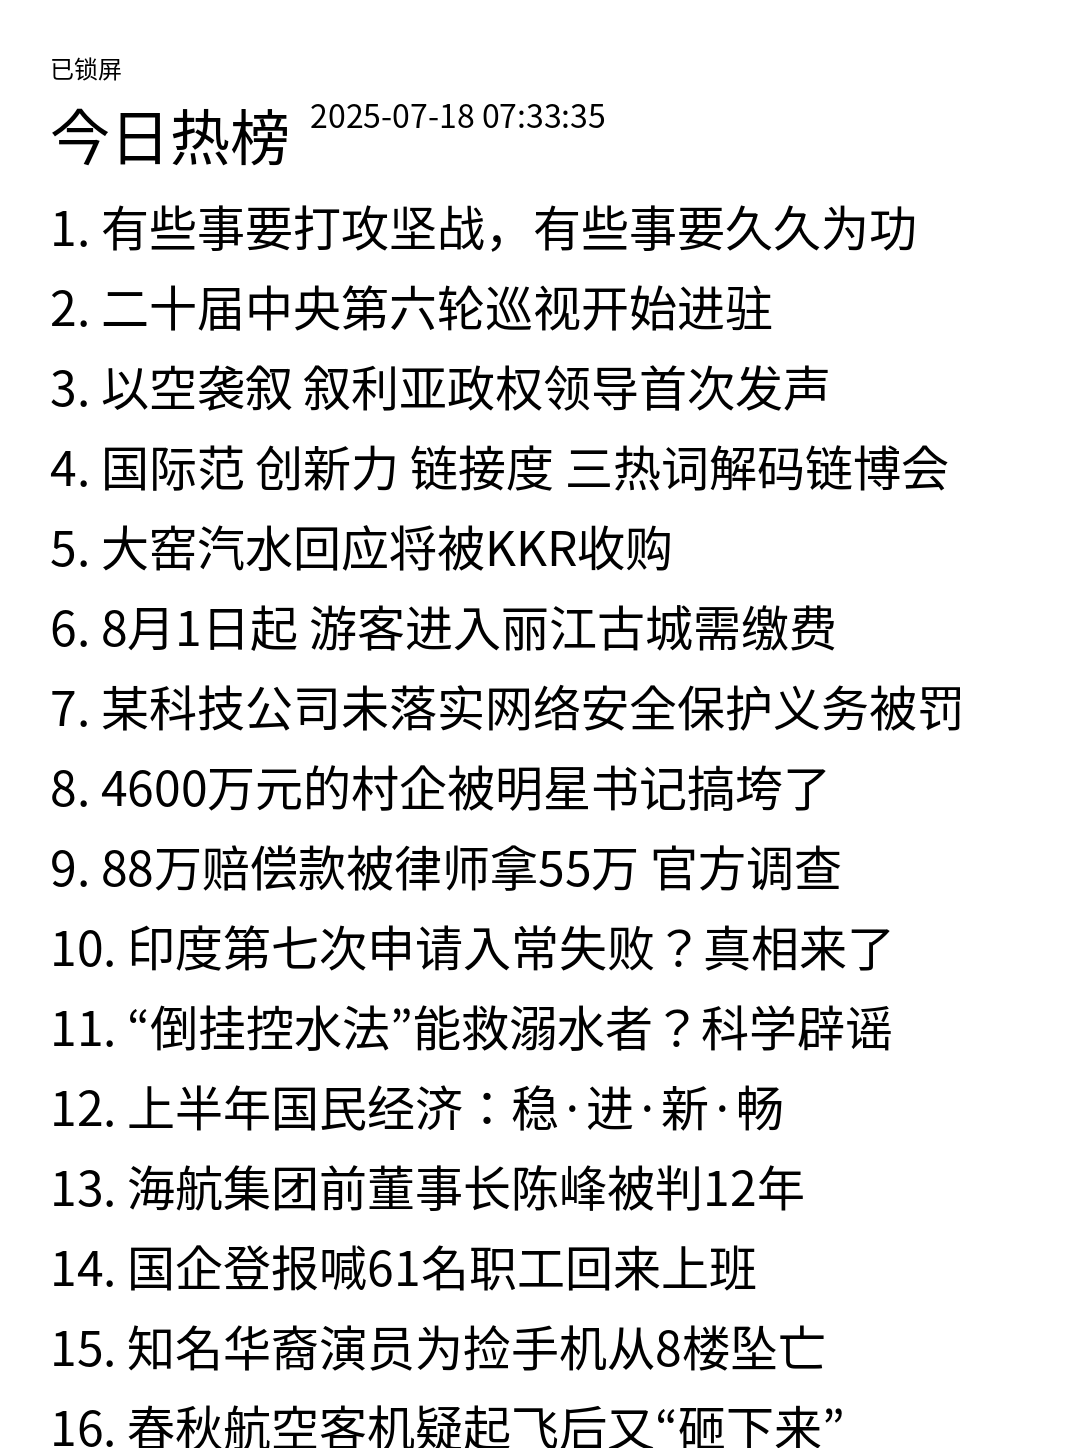 已锁屏
今日热榜 2025-07-18 07:33:35
1. 有些事要打攻坚战，有些事要久久为功
2. 二十届中央第六轮巡视开始进驻
3. 以空袭叙 叙利亚政权领导首次发声
4. 国际范 创新力 链接度 三热词解码链博会
5. 大窑汽水回应将被KKR收购
6. 8月1日起 游客进入丽江古城需缴费
7. 某科技公司未落实网络安全保护义务被罚
8. 4600万元的村企被明星书记搞垮了
9. 88万赔偿款被律师拿55万 官方调查
10. 印度第七次申请入常失败？真相来了
11. “倒挂控水法”能救溺水者？科学辟谣
12. 上半年国民经济：稳·进·新·畅
13. 海航集团前董事长陈峰被判12年
14. 国企登报喊61名职工回来上班
15. 知名华裔演员为捡手机从8楼坠亡
16. 春秋航空客机疑起飞后又“砸下来”